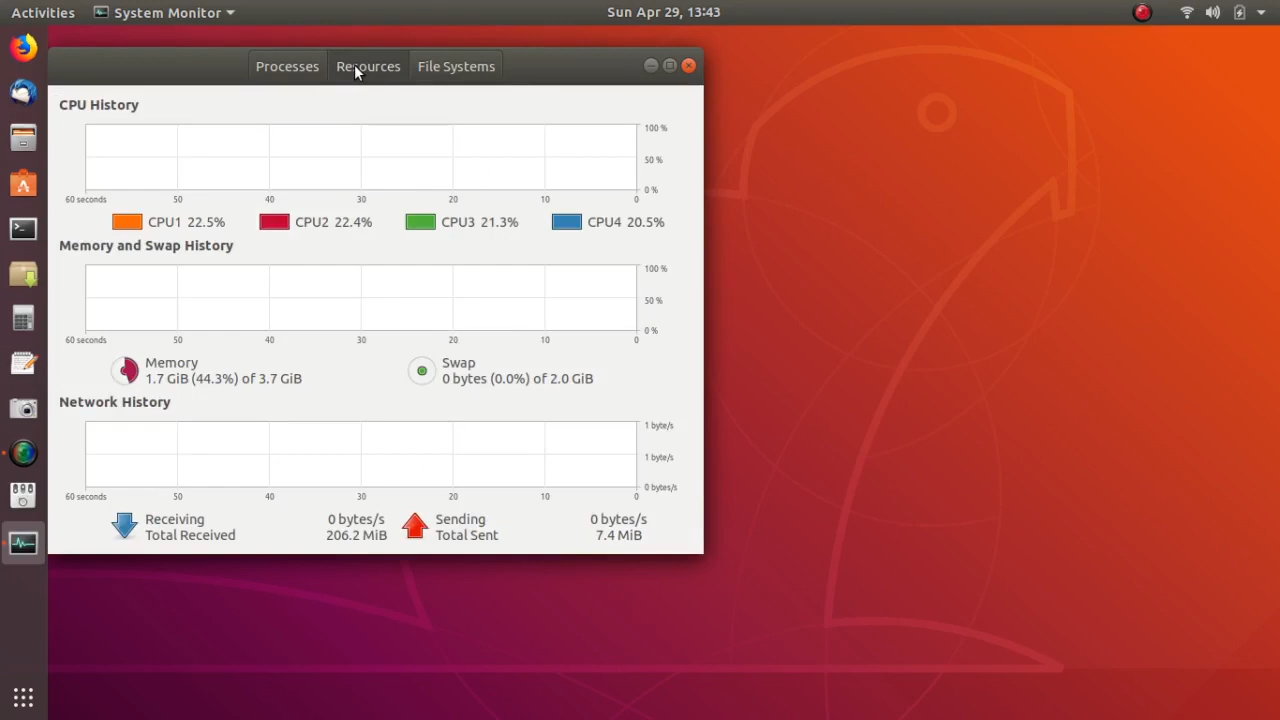 Activities System Monitor Sun Apr 29, 13:43
Processes Resources File Systems
CPU History
100 %
50 %
0 %
60 seconds 50 40 30 20 10 0
CPU1 22.5% CPU2 22.4% CPU3 21.3% CPU4 20.5%
Memory and Swap History
100 %
50 %
0 %
60 seconds 50 40 30 20 10 0
Memory Swap
1.7 GiB (44.3%) of 3.7 GiB 0 bytes (0.0%) of 2.0 GiB
Network History
1 byte/s
1 byte/s
0 bytes/s
60 seconds 50 40 30 20 10 0
Receiving 0 bytes/s Sending 0 bytes/s
Total Received 206.2 MiB Total Sent 7.4 MiB